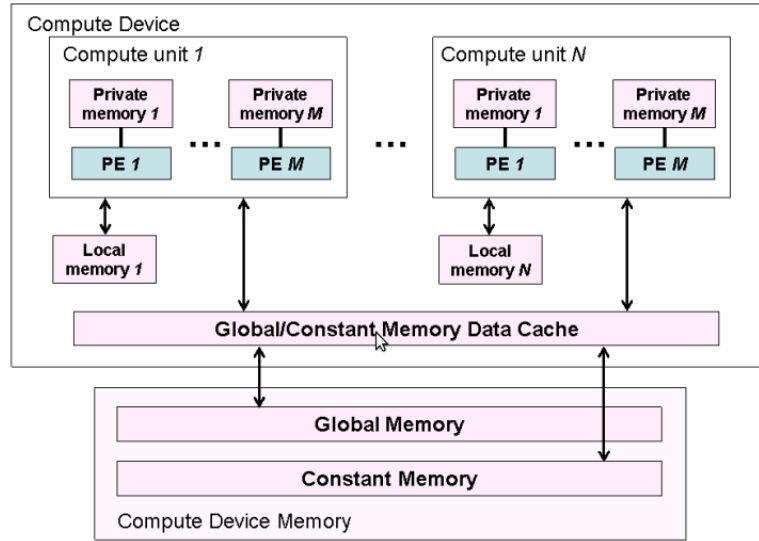 Compute Device
Compute unit 1
Compute unit N
Private memory 1
Private memory M
Private memory 1
Private memory M
...
...
...
PE 1
PE M
PE 1
PE M
Local memory 1
Local memory N
Global/Constant Memory Data Cache
Global Memory
Constant Memory
Compute Device Memory